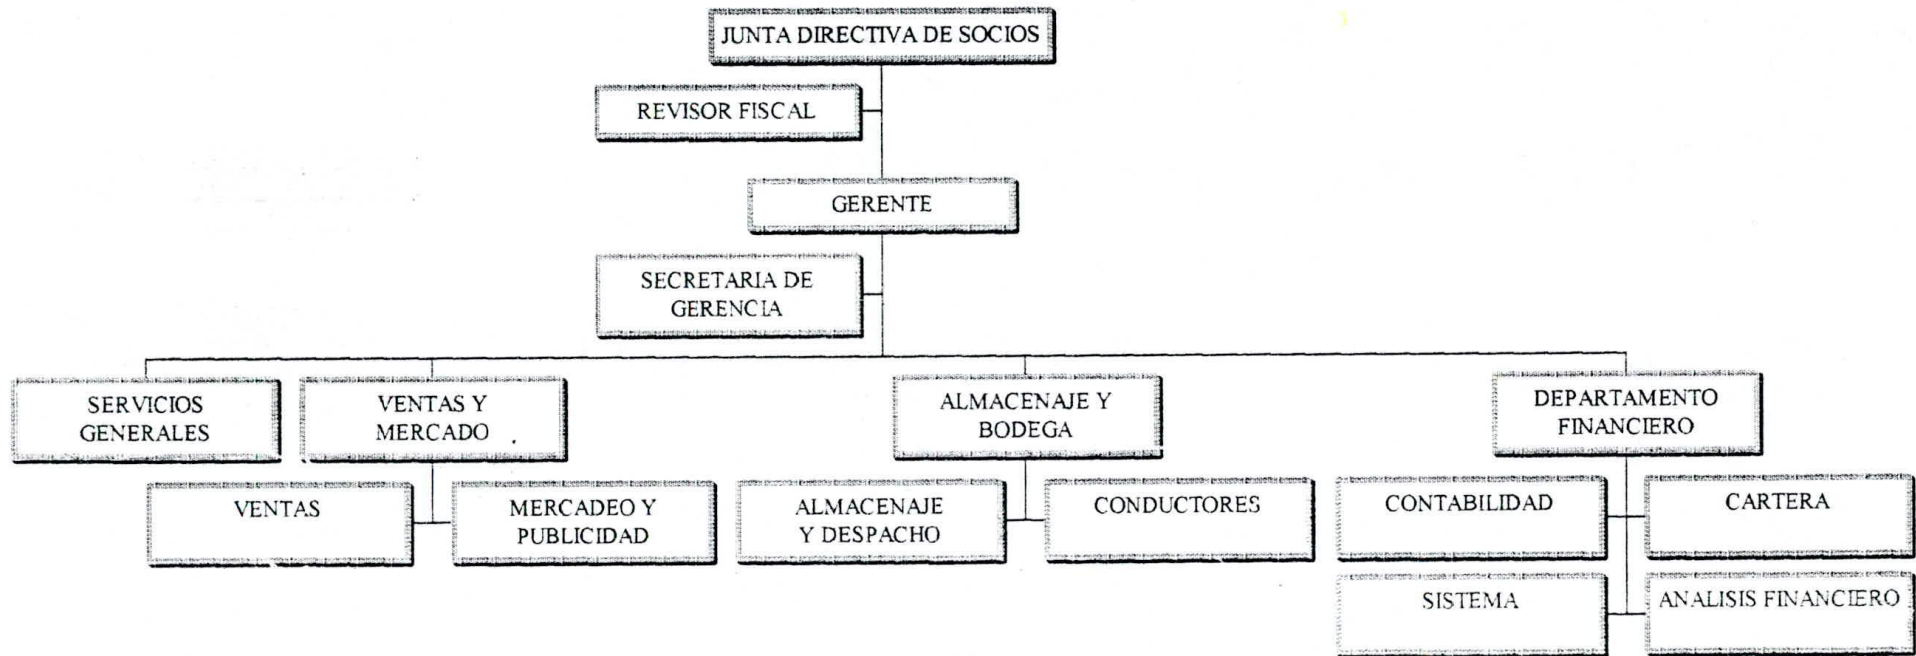 JUNTA DIRECTIVA DE SOCIOS
REVISOR FISCAL
GERENTE
SECRETARIA DE
GERENCIA
SERVICIOS
GENERALES
VENTAS Y
MERCADO
ALMACENAJE Y
BODEGA
DEPARTAMENTO
FINANCIERO
VENTAS
MERCADEO Y
PUBLICIDAD
ALMACENAJE
Y DESPACHO
CONDUCTORES
CONTABILIDAD
CARTERA
SISTEMA
ANALISIS FINANCIERO